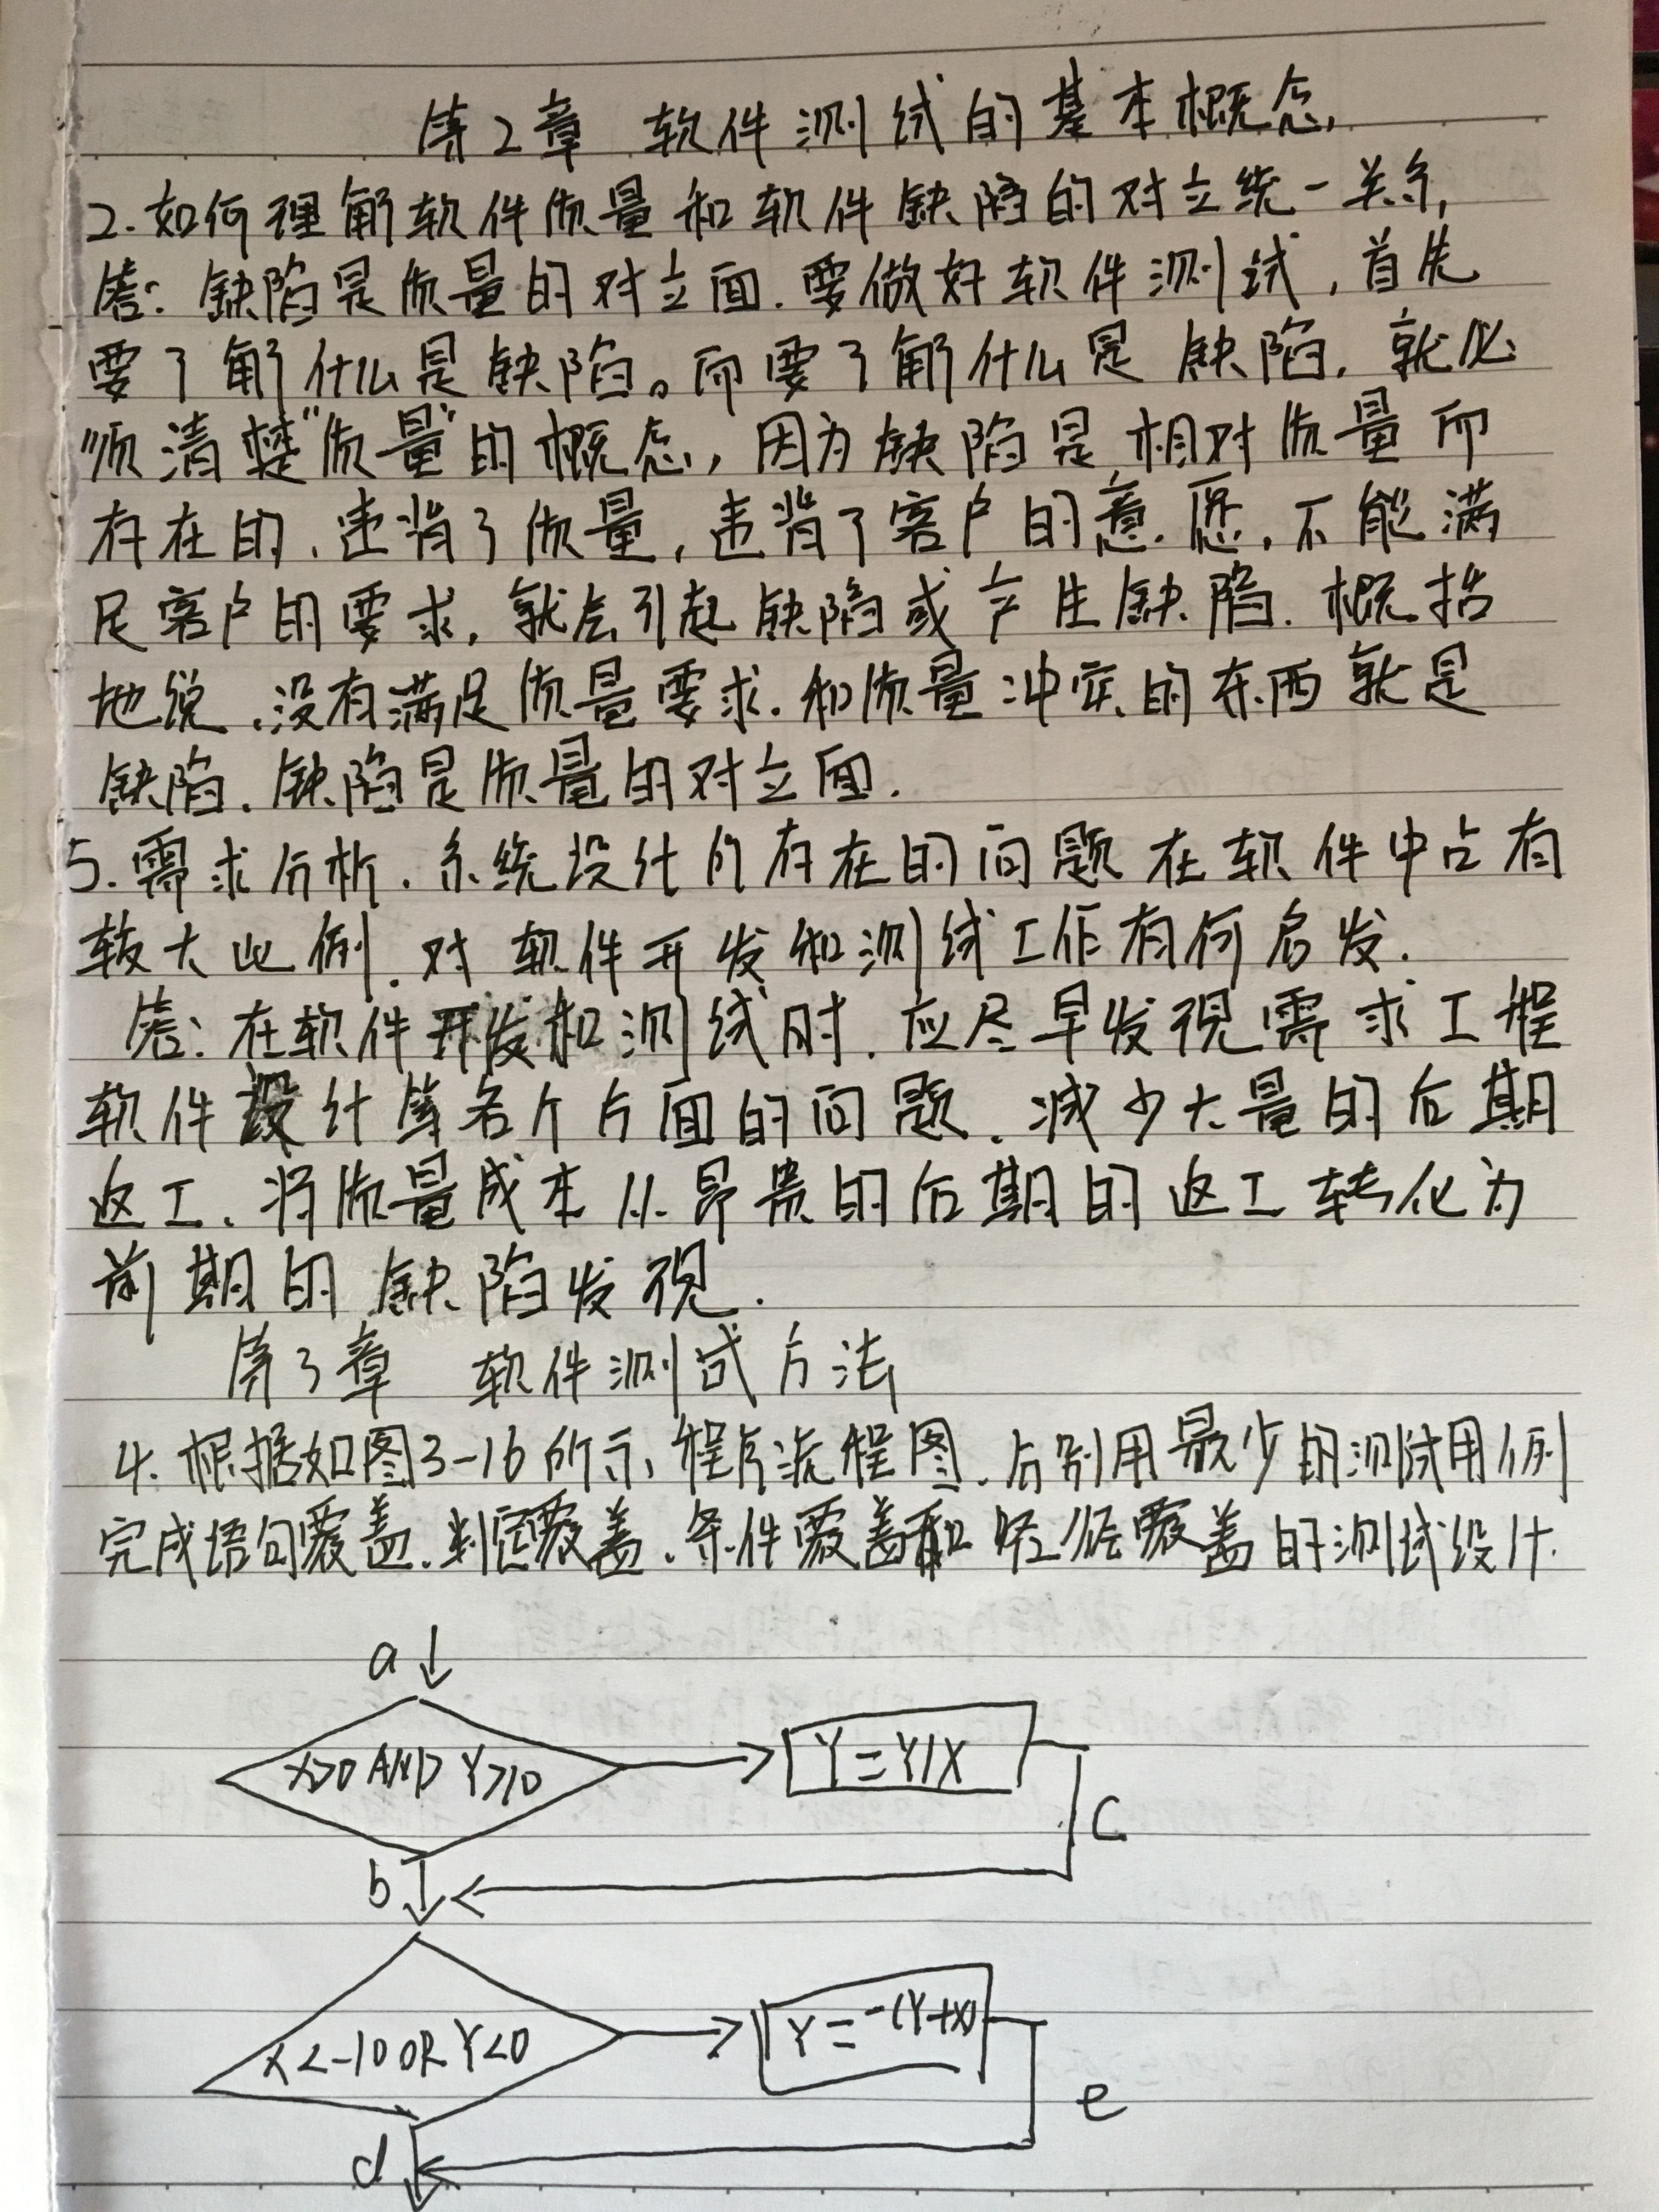 第2章 软件测试的基本概念,
2.如何理解软件质量和软件缺陷的对立统一关系,
答:缺陷是质量的对立面.要做好软件测试,首先
要了解什么是缺陷。而要了解什么是缺陷,就必
须清楚"质量"的概念,因为缺陷是相对质量而
存在的.违背了质量,违背了客户的意愿,不能满
足客户的要求,就会引起缺陷或产生缺陷.概括
地说.没有满足质量要求.和质量冲突的东西就是
缺陷.缺陷是质量的对立面.
5.需求分析.系统设计的存在的问题在软件中占有
较大比例.对软件开发和测试工作有何启发.
答:在软件开发和测试时.应尽早发现需求工程
软件设计等各个方面的问题.减少大量的后期
返工.将质量成本从昂贵的后期的返工转化为
前期的缺陷发现.
第3章 软件测试方法
4.根据如图3-16所示,程序流程图.分别用最少的测试用例
完成语句覆盖.判定覆盖.条件覆盖和路径覆盖的测试设计.
a
X>0 AND Y>10
Y=Y/X
c
b
X<-10 OR Y<0
Y=-(Y+X)
e
d